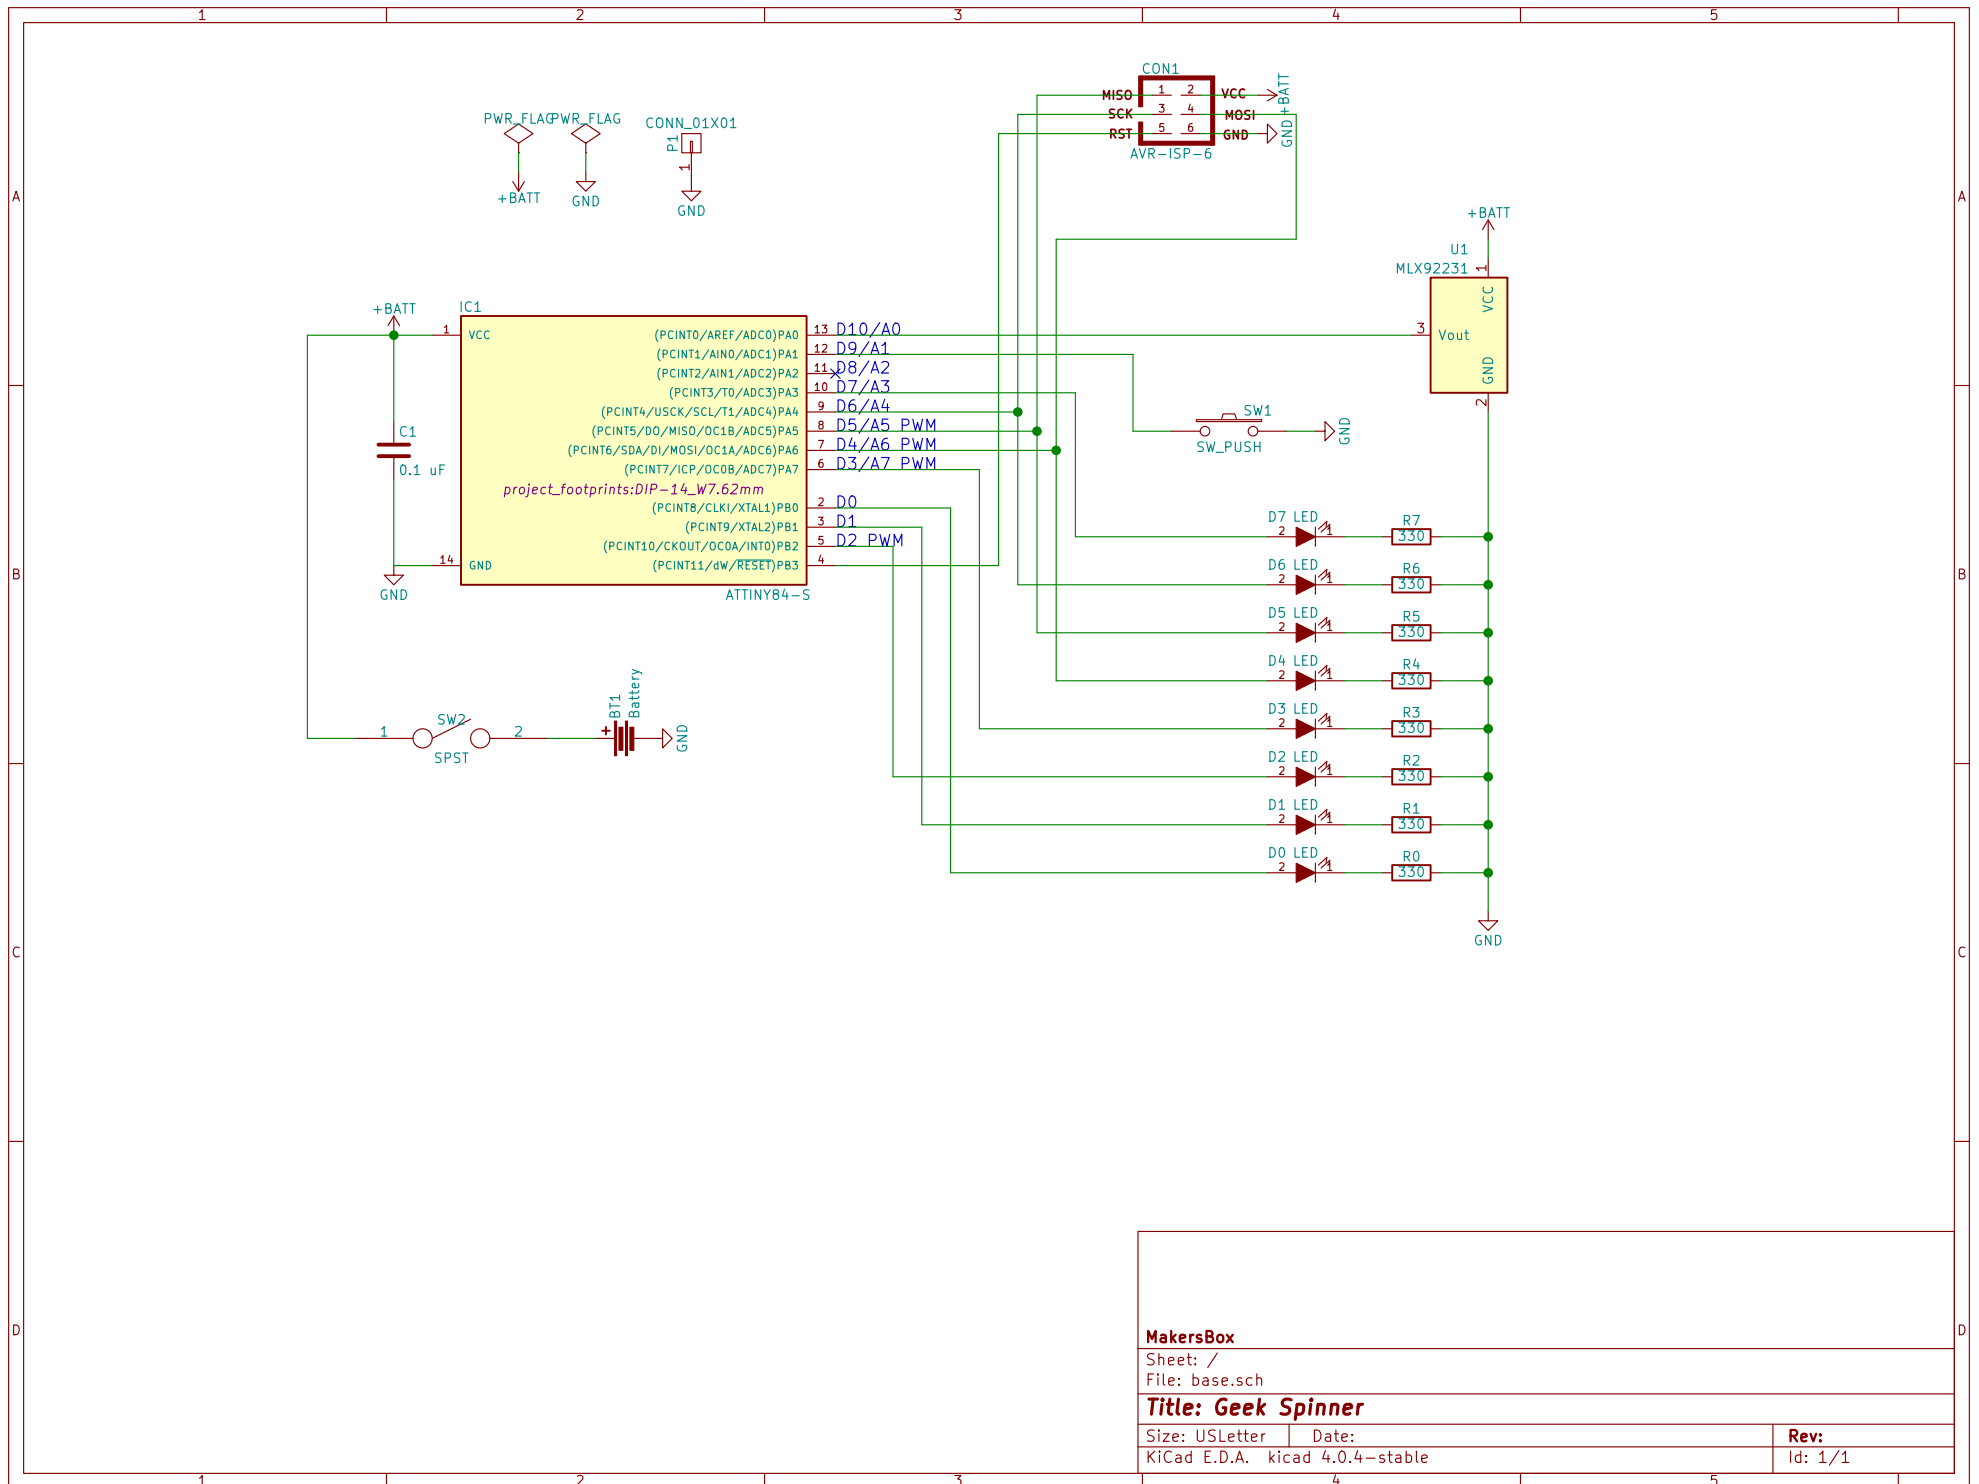 1 2 3 4 5
A
B
C
D
A
B
C
D
PWR_FLAG
+BATT
PWR_FLAG
GND
CONN_01X01
P1
1
GND
CON1
MISO 1 2 VCC
SCK 3 4 MOSI
RST 5 6 GND
AVR-ISP-6
+BATT
GND
+BATT
U1
MLX92231
1
VCC
3 Vout
GND
2
+BATT
IC1
1 VCC
(PCINT0/AREF/ADC0)PA0 13 D10/A0
(PCINT1/AIN0/ADC1)PA1 12 D9/A1
(PCINT2/AIN1/ADC2)PA2 11 D8/A2
(PCINT3/T0/ADC3)PA3 10 D7/A3
(PCINT4/USCK/SCL/T1/ADC4)PA4 9 D6/A4
(PCINT5/DO/MISO/OC1B/ADC5)PA5 8 D5/A5 PWM
(PCINT6/SDA/DI/MOSI/OC1A/ADC6)PA6 7 D4/A6 PWM
(PCINT7/ICP/OC0B/ADC7)PA7 6 D3/A7 PWM
project_footprints:DIP-14_W7.62mm
(PCINT8/CLKI/XTAL1)PB0 2 D0
(PCINT9/XTAL2)PB1 3 D1
(PCINT10/CKOUT/OC0A/INT0)PB2 5 D2 PWM
(PCINT11/dW/RESET)PB3 4
14 GND
ATTINY84-S
C1
0.1 uF
GND
SW1
SW_PUSH
GND
D7 LED R7
2 1 330
D6 LED R6
2 1 330
D5 LED R5
2 1 330
D4 LED R4
2 1 330
D3 LED R3
2 1 330
D2 LED R2
2 1 330
D1 LED R1
2 1 330
D0 LED R0
2 1 330
GND
1 SW2 2
SPST
+
BT1
Battery
GND
MakersBox
Sheet: /
File: base.sch
Title: Geek Spinner
Size: USLetter Date: Rev:
KiCad E.D.A. kicad 4.0.4-stable Id: 1/1
1 2 3 4 5